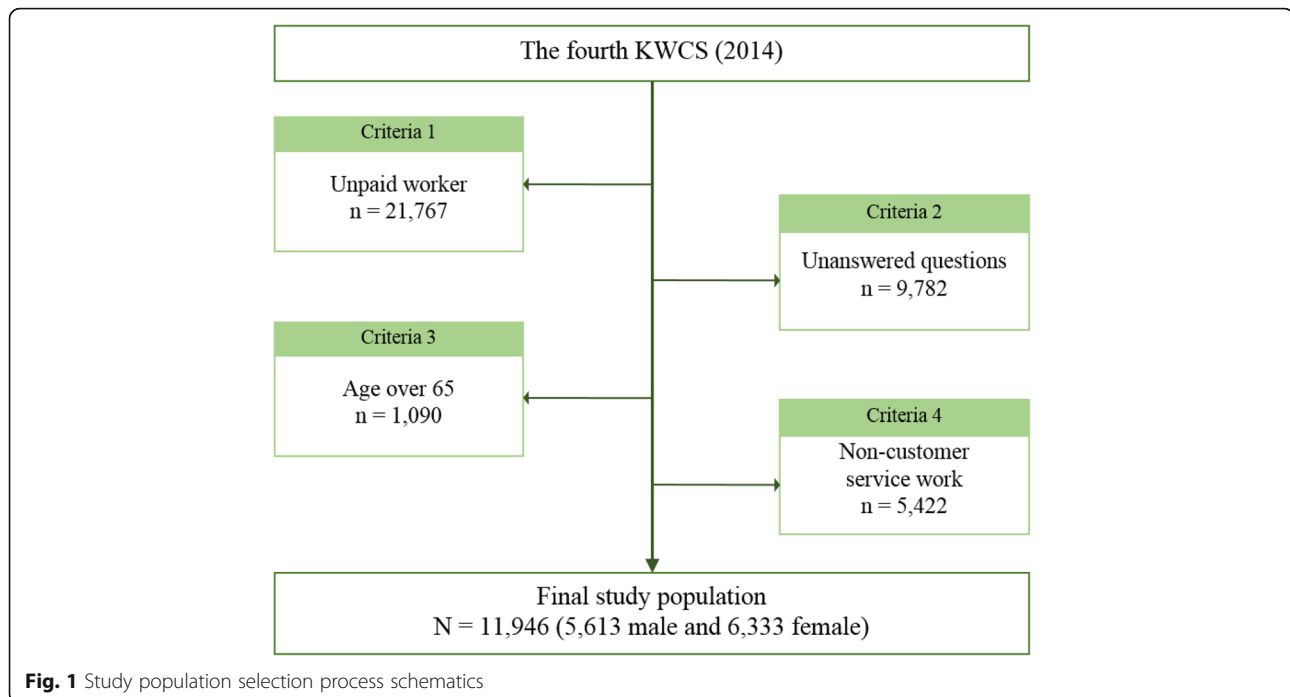 The fourth KWCS (2014)
Criteria 1
Unpaid worker
n = 21,767
Criteria 2
Unanswered questions
n = 9,782
Criteria 3
Age over 65
n = 1,090
Criteria 4
Non-customer
service work
n = 5,422
Final study population
N = 11,946 (5,613 male and 6,333 female)
Fig. 1 Study population selection process schematics